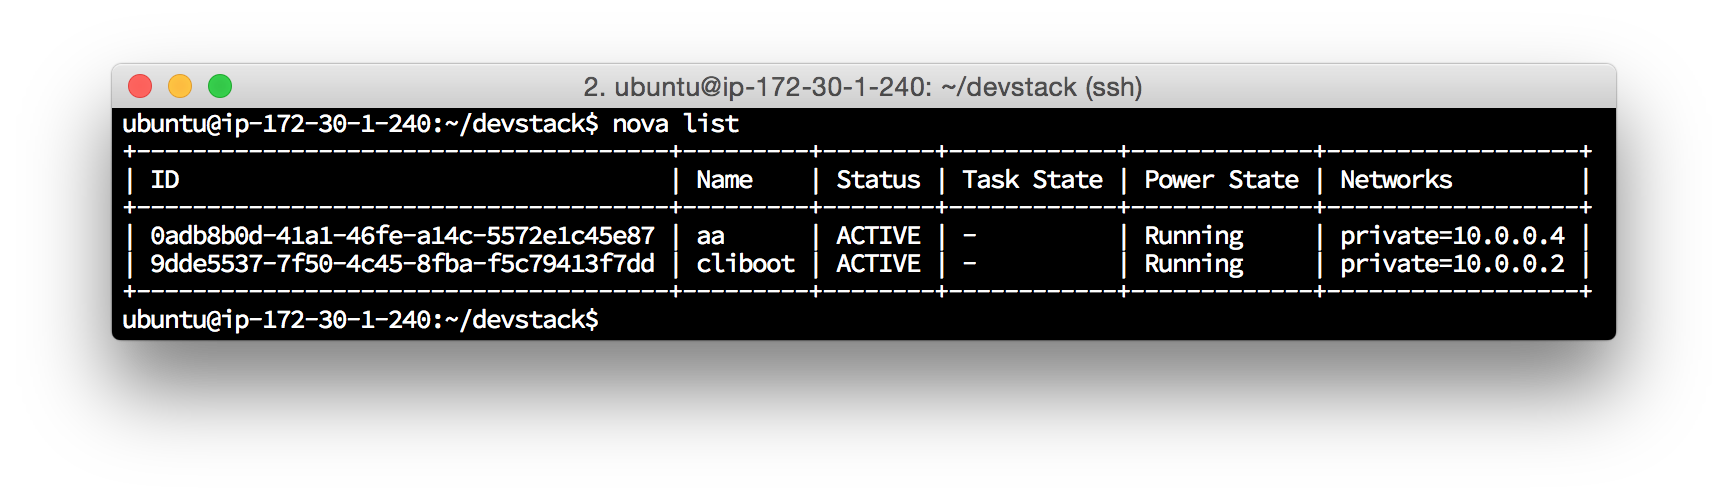 2. ubuntu@ip-172-30-1-240: ~/devstack (ssh)
ubuntu@ip-172-30-1-240:~/devstack$ nova list
+--------------------------------------+---------+--------+------------+-------------+------------------+
| ID                                   | Name    | Status | Task State | Power State | Networks         |
+--------------------------------------+---------+--------+------------+-------------+------------------+
| 0adb8b0d-41a1-46fe-a14c-5572e1c45e87 | aa      | ACTIVE | -          | Running     | private=10.0.0.4 |
| 9dde5537-7f50-4c45-8fba-f5c79413f7dd | cliboot | ACTIVE | -          | Running     | private=10.0.0.2 |
+--------------------------------------+---------+--------+------------+-------------+------------------+
ubuntu@ip-172-30-1-240:~/devstack$